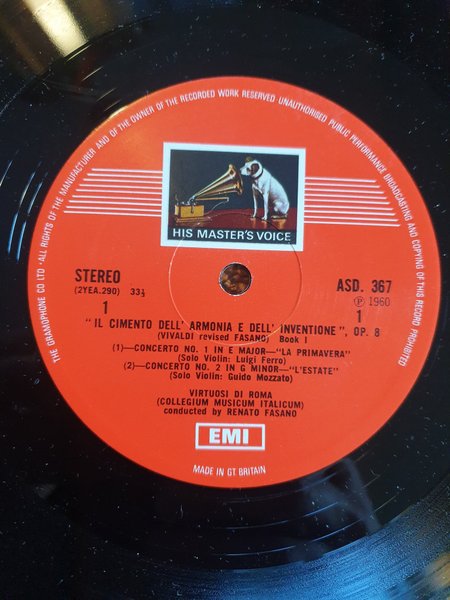 THE GRAMOPHONE CO LTD · ALL RIGHTS OF THE MANUFACTURER AND OF THE OWNER OF THE RECORDED WORK RESERVED · UNAUTHORISED PUBLIC PERFORMANCE BROADCASTING AND COPYING OF THIS RECORD PROHIBITED
HIS MASTER'S VOICE
STEREO
(2YEA.290) 33⅓
1
ASD. 367
℗ 1960
1
" IL CIMENTO DELL' ARMONIA E DELL' INVENTIONE ", OP. 8
(VIVALDI revised FASANO) Book I
(1)—CONCERTO NO. 1 IN E MAJOR—"LA PRIMAVERA"
(Solo Violin: Luigi Ferro)
(2)—CONCERTO NO. 2 IN G MINOR—"L'ESTATE"
(Solo Violin: Guido Mozzato)
VIRTUOSI DI ROMA
(COLLEGIUM MUSICUM ITALICUM)
conducted by RENATO FASANO
EMI
MADE IN GT. BRITAIN